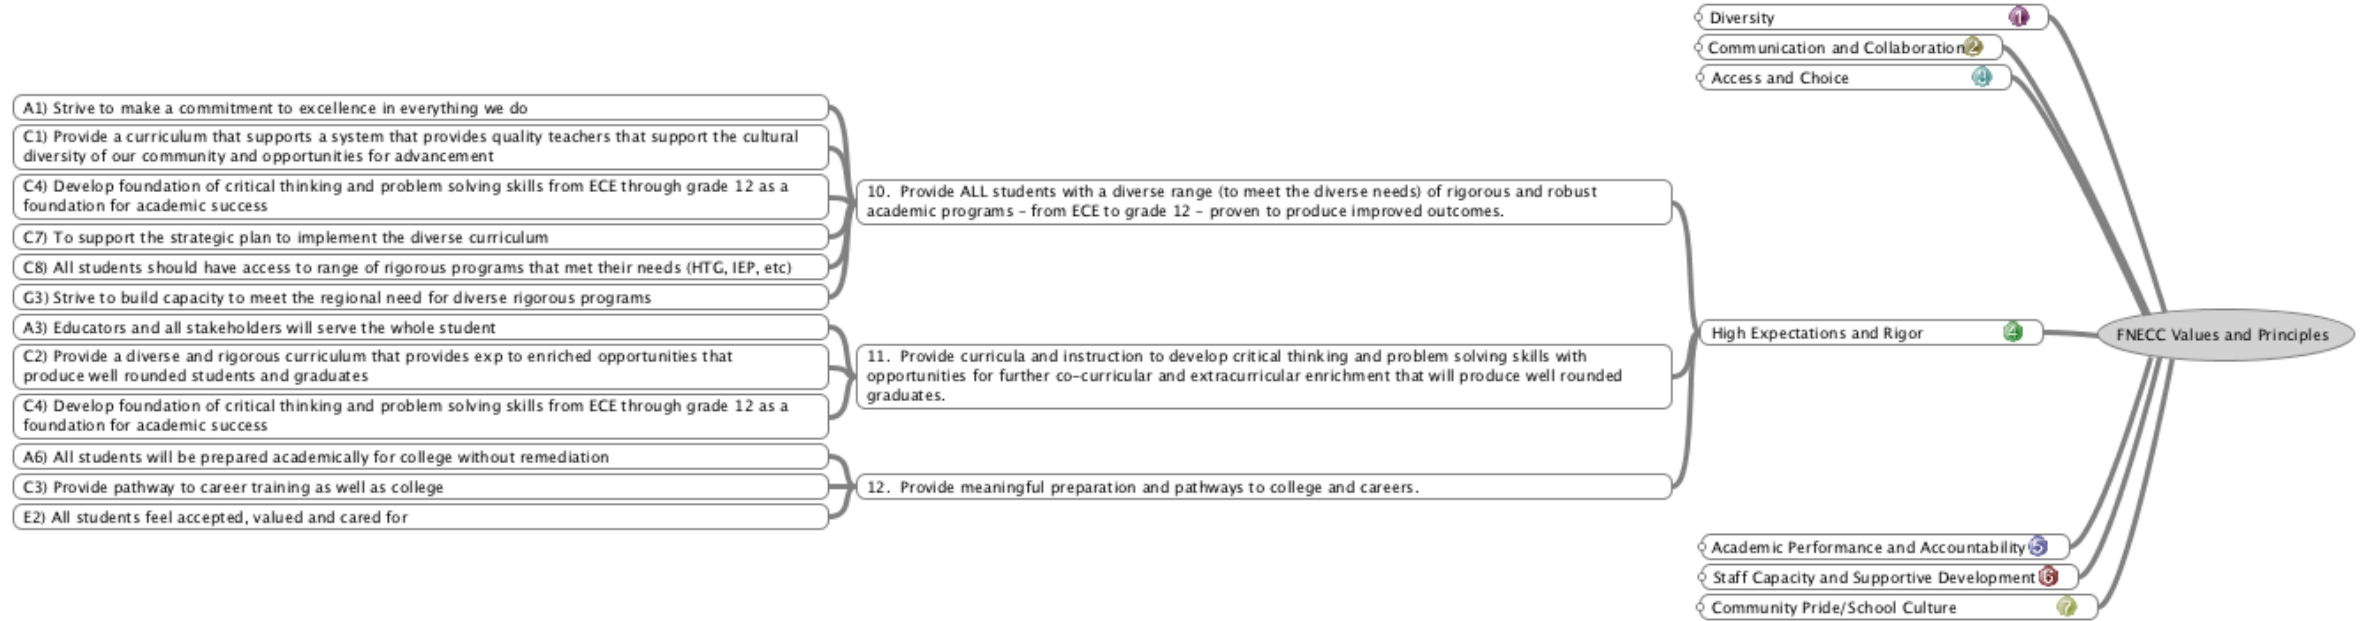 Diversity 1
Communication and Collaboration 2
Access and Choice
A1) Strive to make a commitment to excellence in everything we do
C1) Provide a curriculum that supports a system that provides quality teachers that support the cultural
diversity of our community and opportunities for advancement
C4) Develop foundation of critical thinking and problem solving skills from ECE through grade 12 as a
foundation for academic success
C7) To support the strategic plan to implement the diverse curriculum
C8) All students should have access to range of rigorous programs that met their needs (HTG, IEP, etc)
G3) Strive to build capacity to meet the regional need for diverse rigorous programs
10. Provide ALL students with a diverse range (to meet the diverse needs) of rigorous and robust
academic programs – from ECE to grade 12 – proven to produce improved outcomes.
A3) Educators and all stakeholders will serve the whole student
C2) Provide a diverse and rigorous curriculum that provides exp to enriched opportunities that
produce well rounded students and graduates
C4) Develop foundation of critical thinking and problem solving skills from ECE through grade 12 as a
foundation for academic success
11. Provide curricula and instruction to develop critical thinking and problem solving skills with
opportunities for further co-curricular and extracurricular enrichment that will produce well rounded
graduates.
High Expectations and Rigor 4
FNECC Values and Principles
A6) All students will be prepared academically for college without remediation
C3) Provide pathway to career training as well as college
E2) All students feel accepted, valued and cared for
12. Provide meaningful preparation and pathways to college and careers.
Academic Performance and Accountability 5
Staff Capacity and Supportive Development 6
Community Pride/School Culture 7